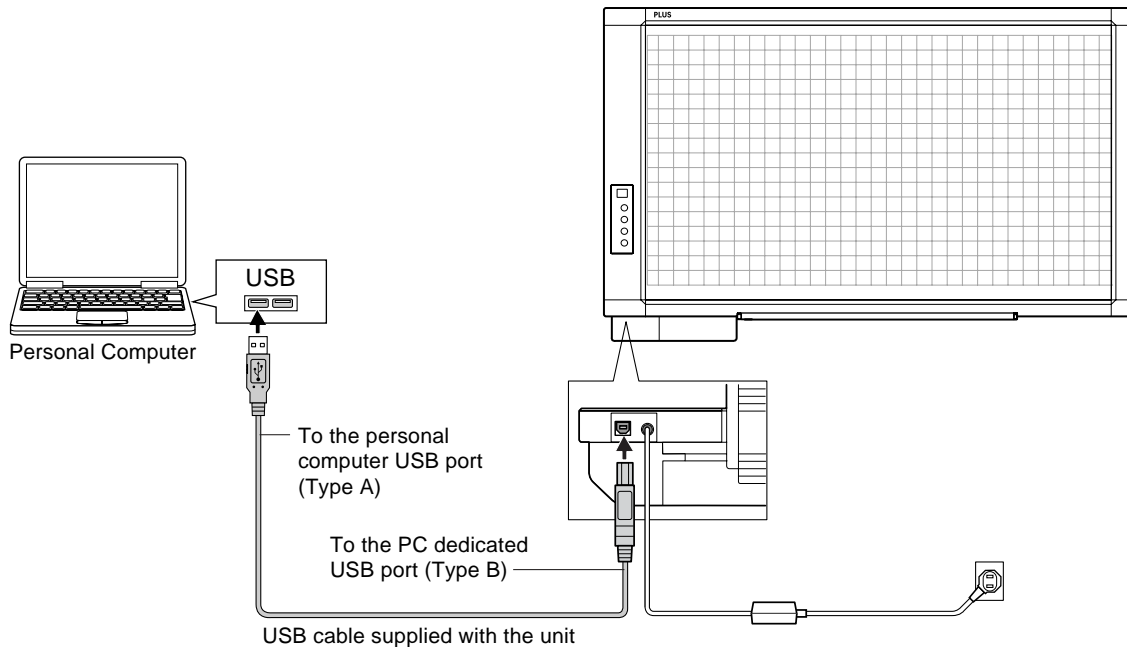 PLUS
USB
Personal Computer
To the personal
computer USB port
(Type A)
To the PC dedicated
USB port (Type B)
USB cable supplied with the unit